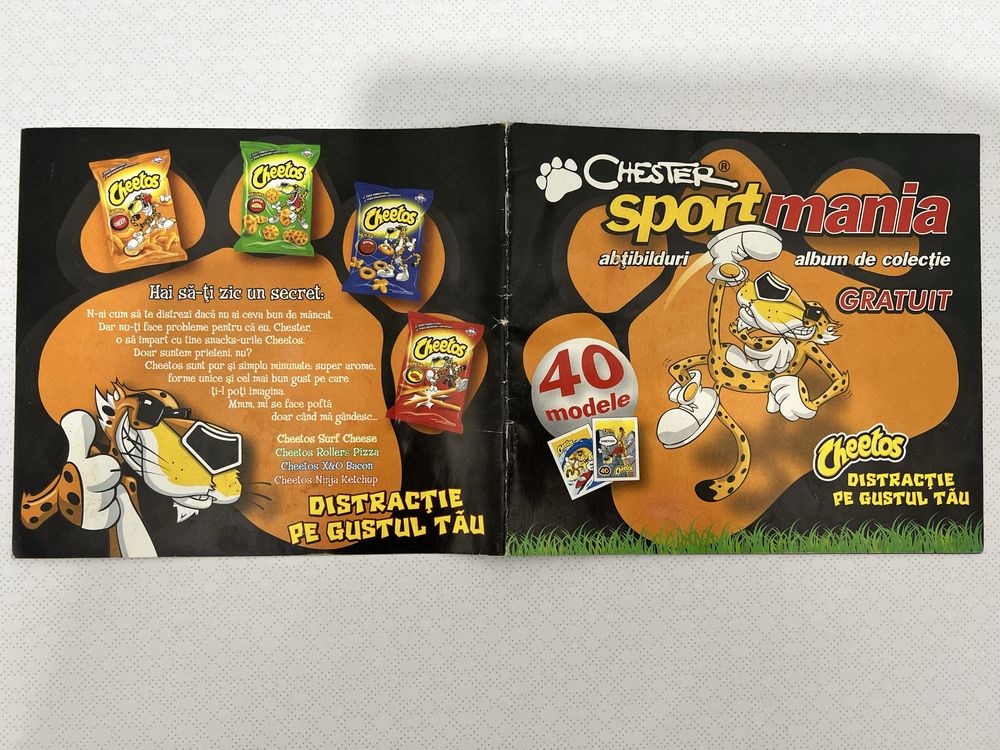 Cheetos
Cheetos
Cheetos
Cheetos
Hai să-ți zic un secret:
N-ai cum să te distrezi dacă nu ai ceva bun de mâncat.
Dar nu-ți face probleme pentru că eu, Chester,
o să împart cu tine snacks-urile Cheetos.
Doar suntem prieteni, nu?
Cheetos sunt pur și simplu minunate: super arome,
forme unice și cel mai bun gust pe care
ți-l poți imagina.
Mmm, mi se face poftă
doar când mă gândesc...
Cheetos Surf Cheese
Cheetos Rollers Pizza
Cheetos X&O Bacon
Cheetos Ninja Ketchup
DISTRACȚIE
PE GUSTUL TĂU
CHESTER®
sportmania
abțibilduri album de colecție
GRATUIT
40
modele
Cheetos
DISTRACȚIE
PE GUSTUL TĂU